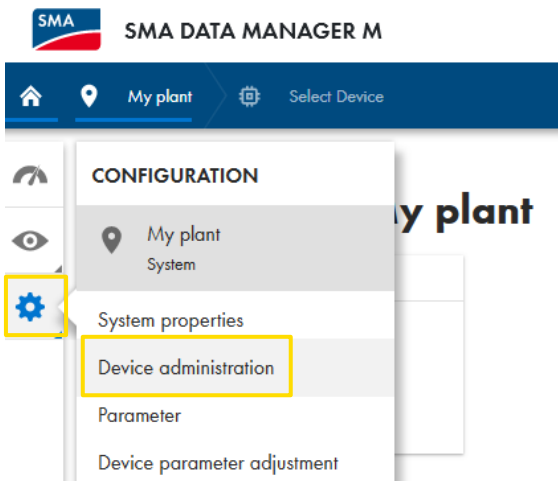 SMA
SMA DATA MANAGER M
My plant
Select Device
CONFIGURATION
My plant
System
y plant
System properties
Device administration
Parameter
Device parameter adjustment